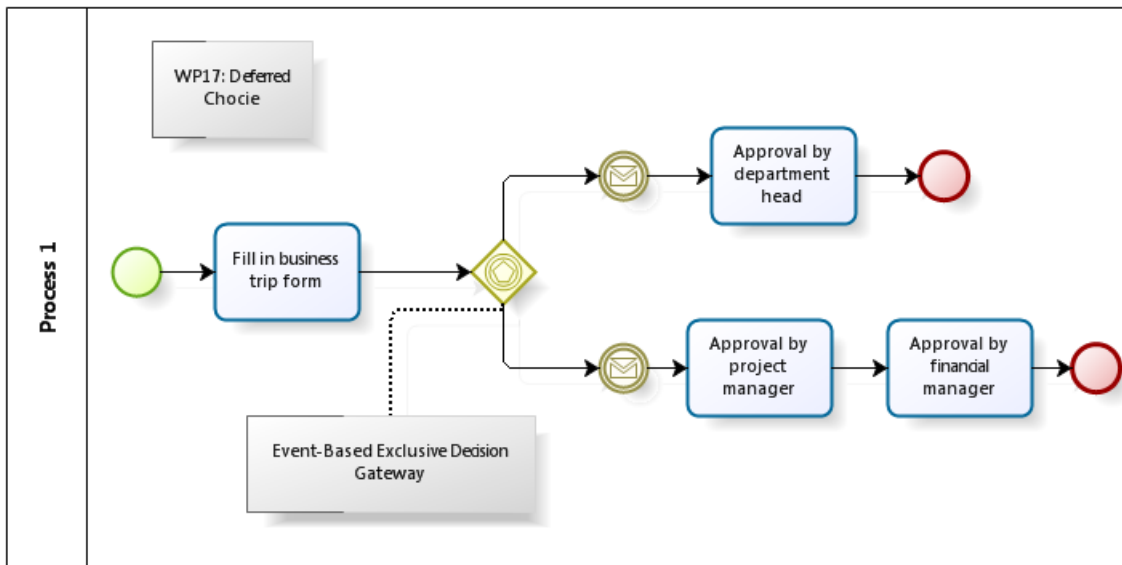 Process 1
WP17: Deferred
Chocie
Fill in business
trip form
Approval by
department
head
Approval by
project
manager
Approval by
financial
manager
Event-Based Exclusive Decision
Gateway